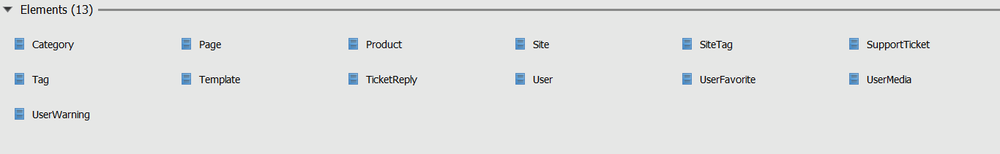 Elements (13)
Category Page Product Site SiteTag SupportTicket
Tag Template TicketReply User UserFavorite UserMedia
UserWarning